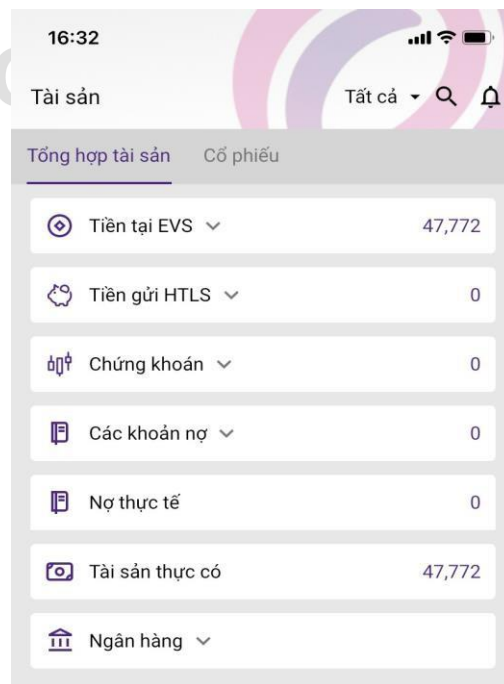 16:32
Tài sản Tất cả
Tổng hợp tài sản Cổ phiếu
Tiền tại EVS 47,772
Tiền gửi HTLS 0
Chứng khoán 0
Các khoản nợ 0
Nợ thực tế 0
Tài sản thực có 47,772
Ngân hàng